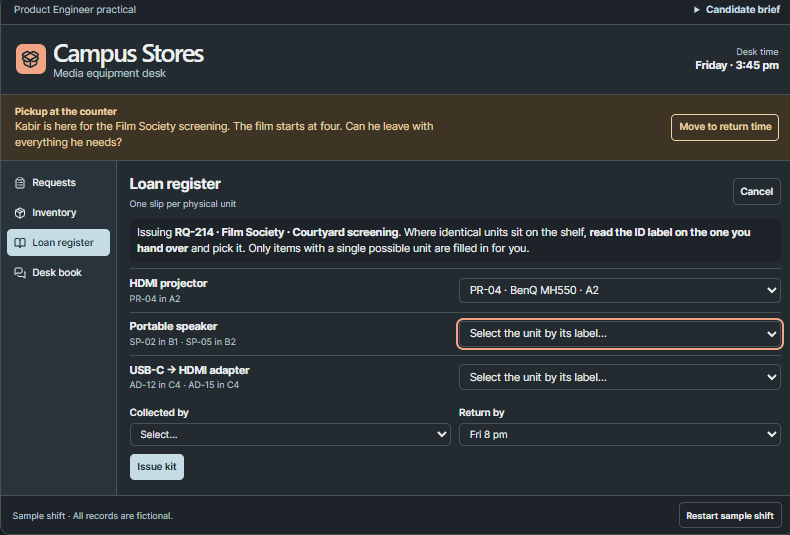 Product Engineer practical
▶ Candidate brief
Campus Stores
Media equipment desk
Desk time
Friday · 3:45 pm
Pickup at the counter
Kabir is here for the Film Society screening. The film starts at four. Can he leave with
everything he needs?
Move to return time
Requests
Inventory
Loan register
Desk book
Loan register
One slip per physical unit
Cancel
Issuing RQ-214 · Film Society · Courtyard screening. Where identical units sit on the shelf, read the ID label on the one you
hand over and pick it. Only items with a single possible unit are filled in for you.
HDMI projector
PR-04 in A2
PR-04 · BenQ MH550 · A2
Portable speaker
SP-02 in B1 · SP-05 in B2
Select the unit by its label...
USB-C → HDMI adapter
AD-12 in C4 · AD-15 in C4
Select the unit by its label...
Collected by
Select...
Return by
Fri 8 pm
Issue kit
Sample shift · All records are fictional.
Restart sample shift